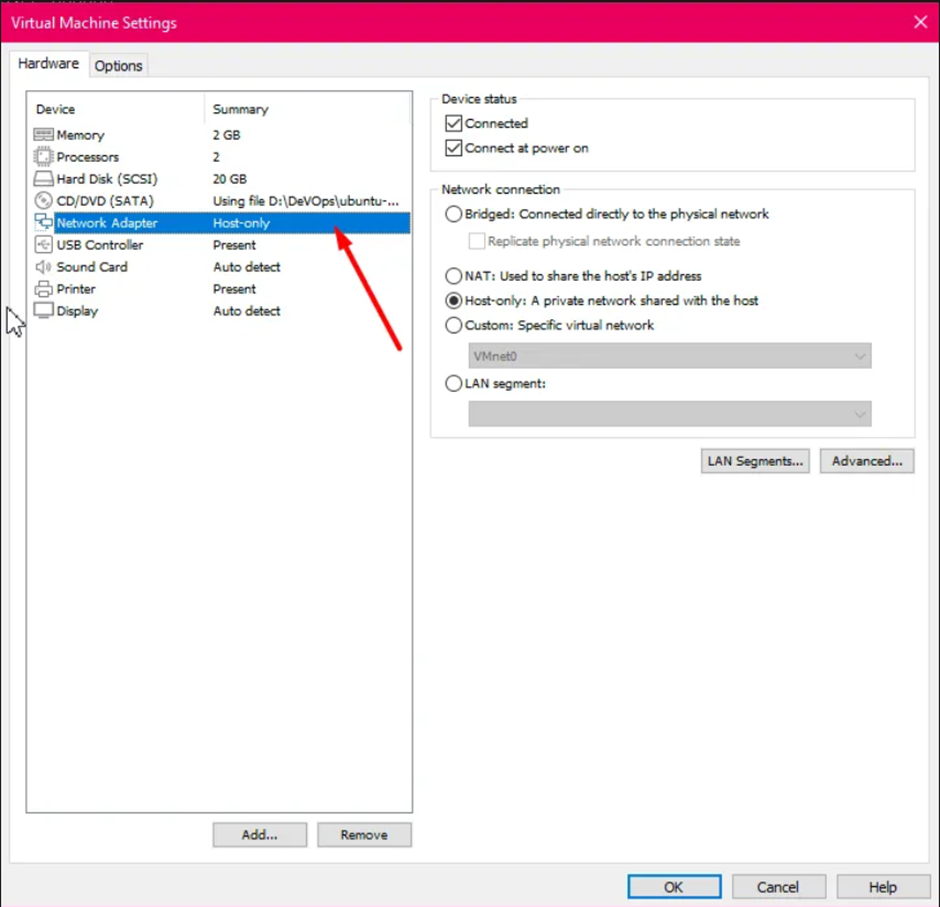 Virtual Machine Settings
Hardware Options
Device Summary
Memory 2 GB
Processors 2
Hard Disk (SCSI) 20 GB
CD/DVD (SATA) Using file D:\DeVOps\ubuntu-...
Network Adapter Host-only
USB Controller Present
Sound Card Auto detect
Printer Present
Display Auto detect
Add... Remove
Device status
Connected
Connect at power on
Network connection
Bridged: Connected directly to the physical network
Replicate physical network connection state
NAT: Used to share the host's IP address
Host-only: A private network shared with the host
Custom: Specific virtual network
VMnet0
LAN segment:
LAN Segments... Advanced...
OK Cancel Help